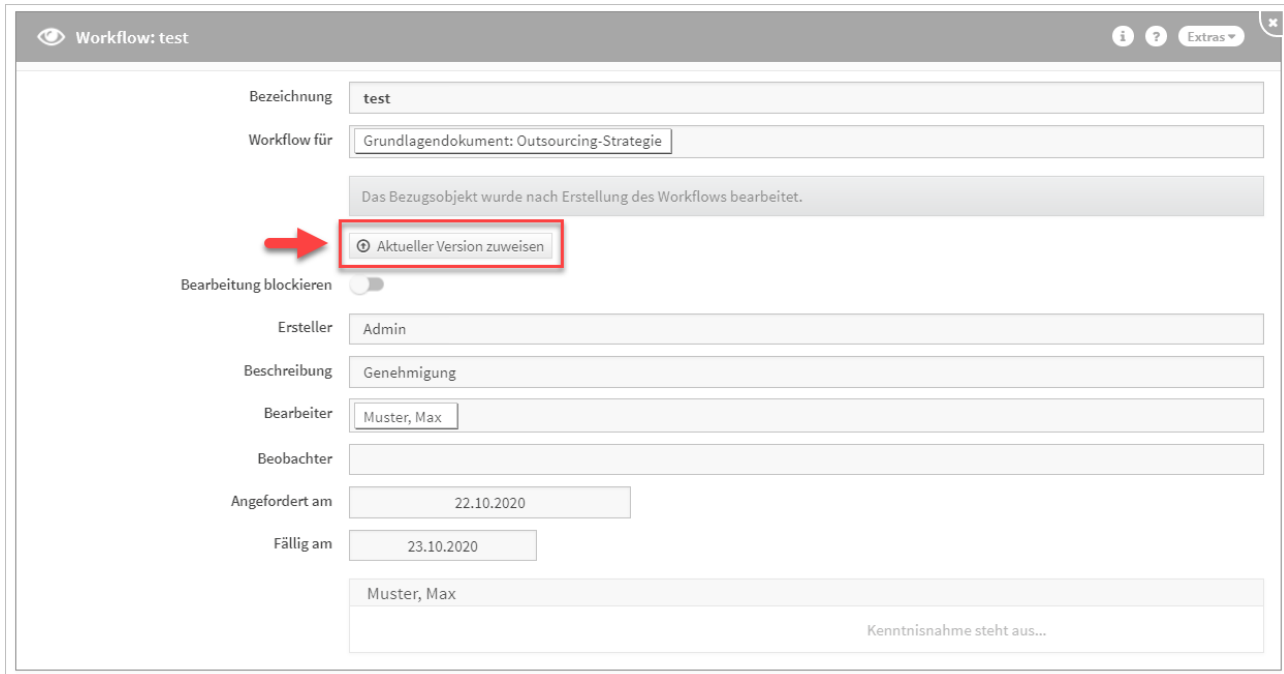 Workflow: test
i ? Extras
Bezeichnung test
Workflow für Grundlagendokument: Outsourcing-Strategie
Das Bezugsobjekt wurde nach Erstellung des Workflows bearbeitet.
Aktueller Version zuweisen
Bearbeitung blockieren
Ersteller Admin
Beschreibung Genehmigung
Bearbeiter Muster, Max
Beobachter
Angefordert am 22.10.2020
Fällig am 23.10.2020
Muster, Max
Kenntnisnahme steht aus...